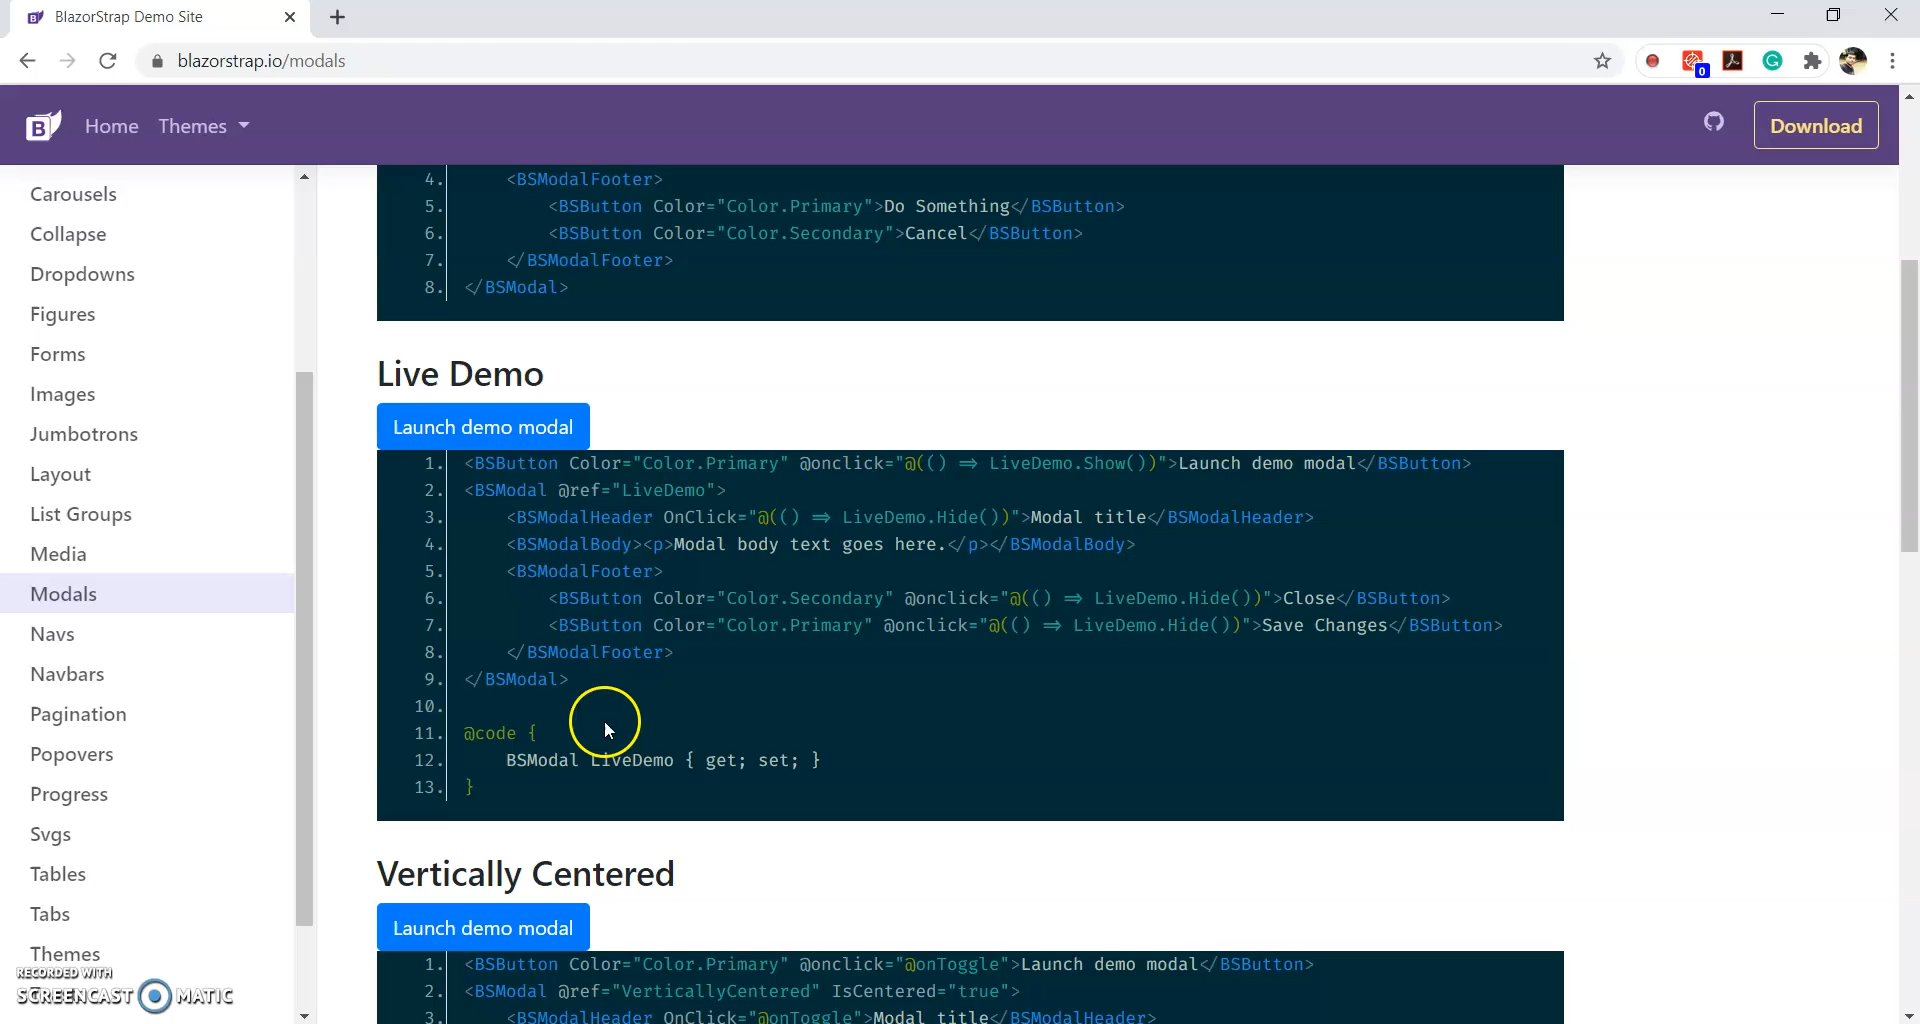 BlazorStrap Demo Site
blazorstrap.io/modals
0
B
Home
Themes
Download
Carousels
Collapse
Dropdowns
Figures
Forms
Images
Jumbotrons
Layout
List Groups
Media
Modals
Navs
Navbars
Pagination
Popovers
Progress
Svgs
Tables
Tabs
Themes
RECORDED WITH
SCREENCAST MATIC
4. <BSModalFooter>
5. <BSButton Color="Color.Primary">Do Something</BSButton>
6. <BSButton Color="Color.Secondary">Cancel</BSButton>
7. </BSModalFooter>
8. </BSModal>
Live Demo
Launch demo modal
1. <BSButton Color="Color.Primary" @onclick="@(() => LiveDemo.Show())">Launch demo modal</BSButton>
2. <BSModal @ref="LiveDemo">
3. <BSModalHeader OnClick="@(() => LiveDemo.Hide())">Modal title</BSModalHeader>
4. <BSModalBody><p>Modal body text goes here.</p></BSModalBody>
5. <BSModalFooter>
6. <BSButton Color="Color.Secondary" @onclick="@(() => LiveDemo.Hide())">Close</BSButton>
7. <BSButton Color="Color.Primary" @onclick="@(() => LiveDemo.Hide())">Save Changes</BSButton>
8. </BSModalFooter>
9. </BSModal>
10.
11. @code {
12. BSModal LiveDemo { get; set; }
13. }
Vertically Centered
Launch demo modal
1. <BSButton Color="Color.Primary" @onclick="@onToggle">Launch demo modal</BSButton>
2. <BSModal @ref="VerticallyCentered" IsCentered="true">
3. <BSModalHeader OnClick="@onToggle">Modal title</BSModalHeader>